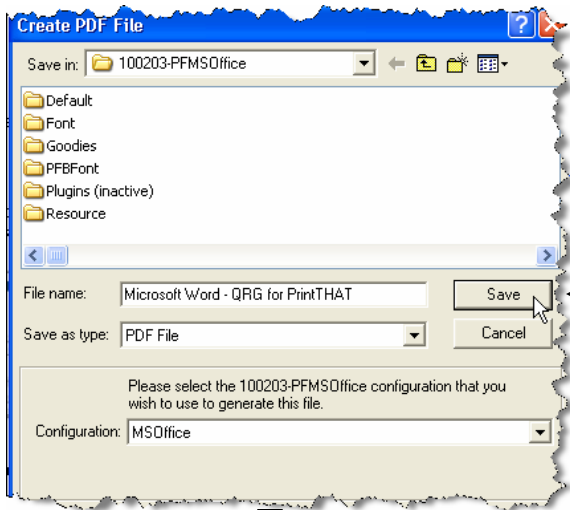 Create PDF File
Save in: 100203-PFMSOffice
Default
Font
Goodies
PFBFont
Plugins (inactive)
Resource
File name: Microsoft Word - QRG for PrintTHAT Save
Save as type: PDF File Cancel
Please select the 100203-PFMSOffice configuration that you
wish to use to generate this file.
Configuration: MSOffice